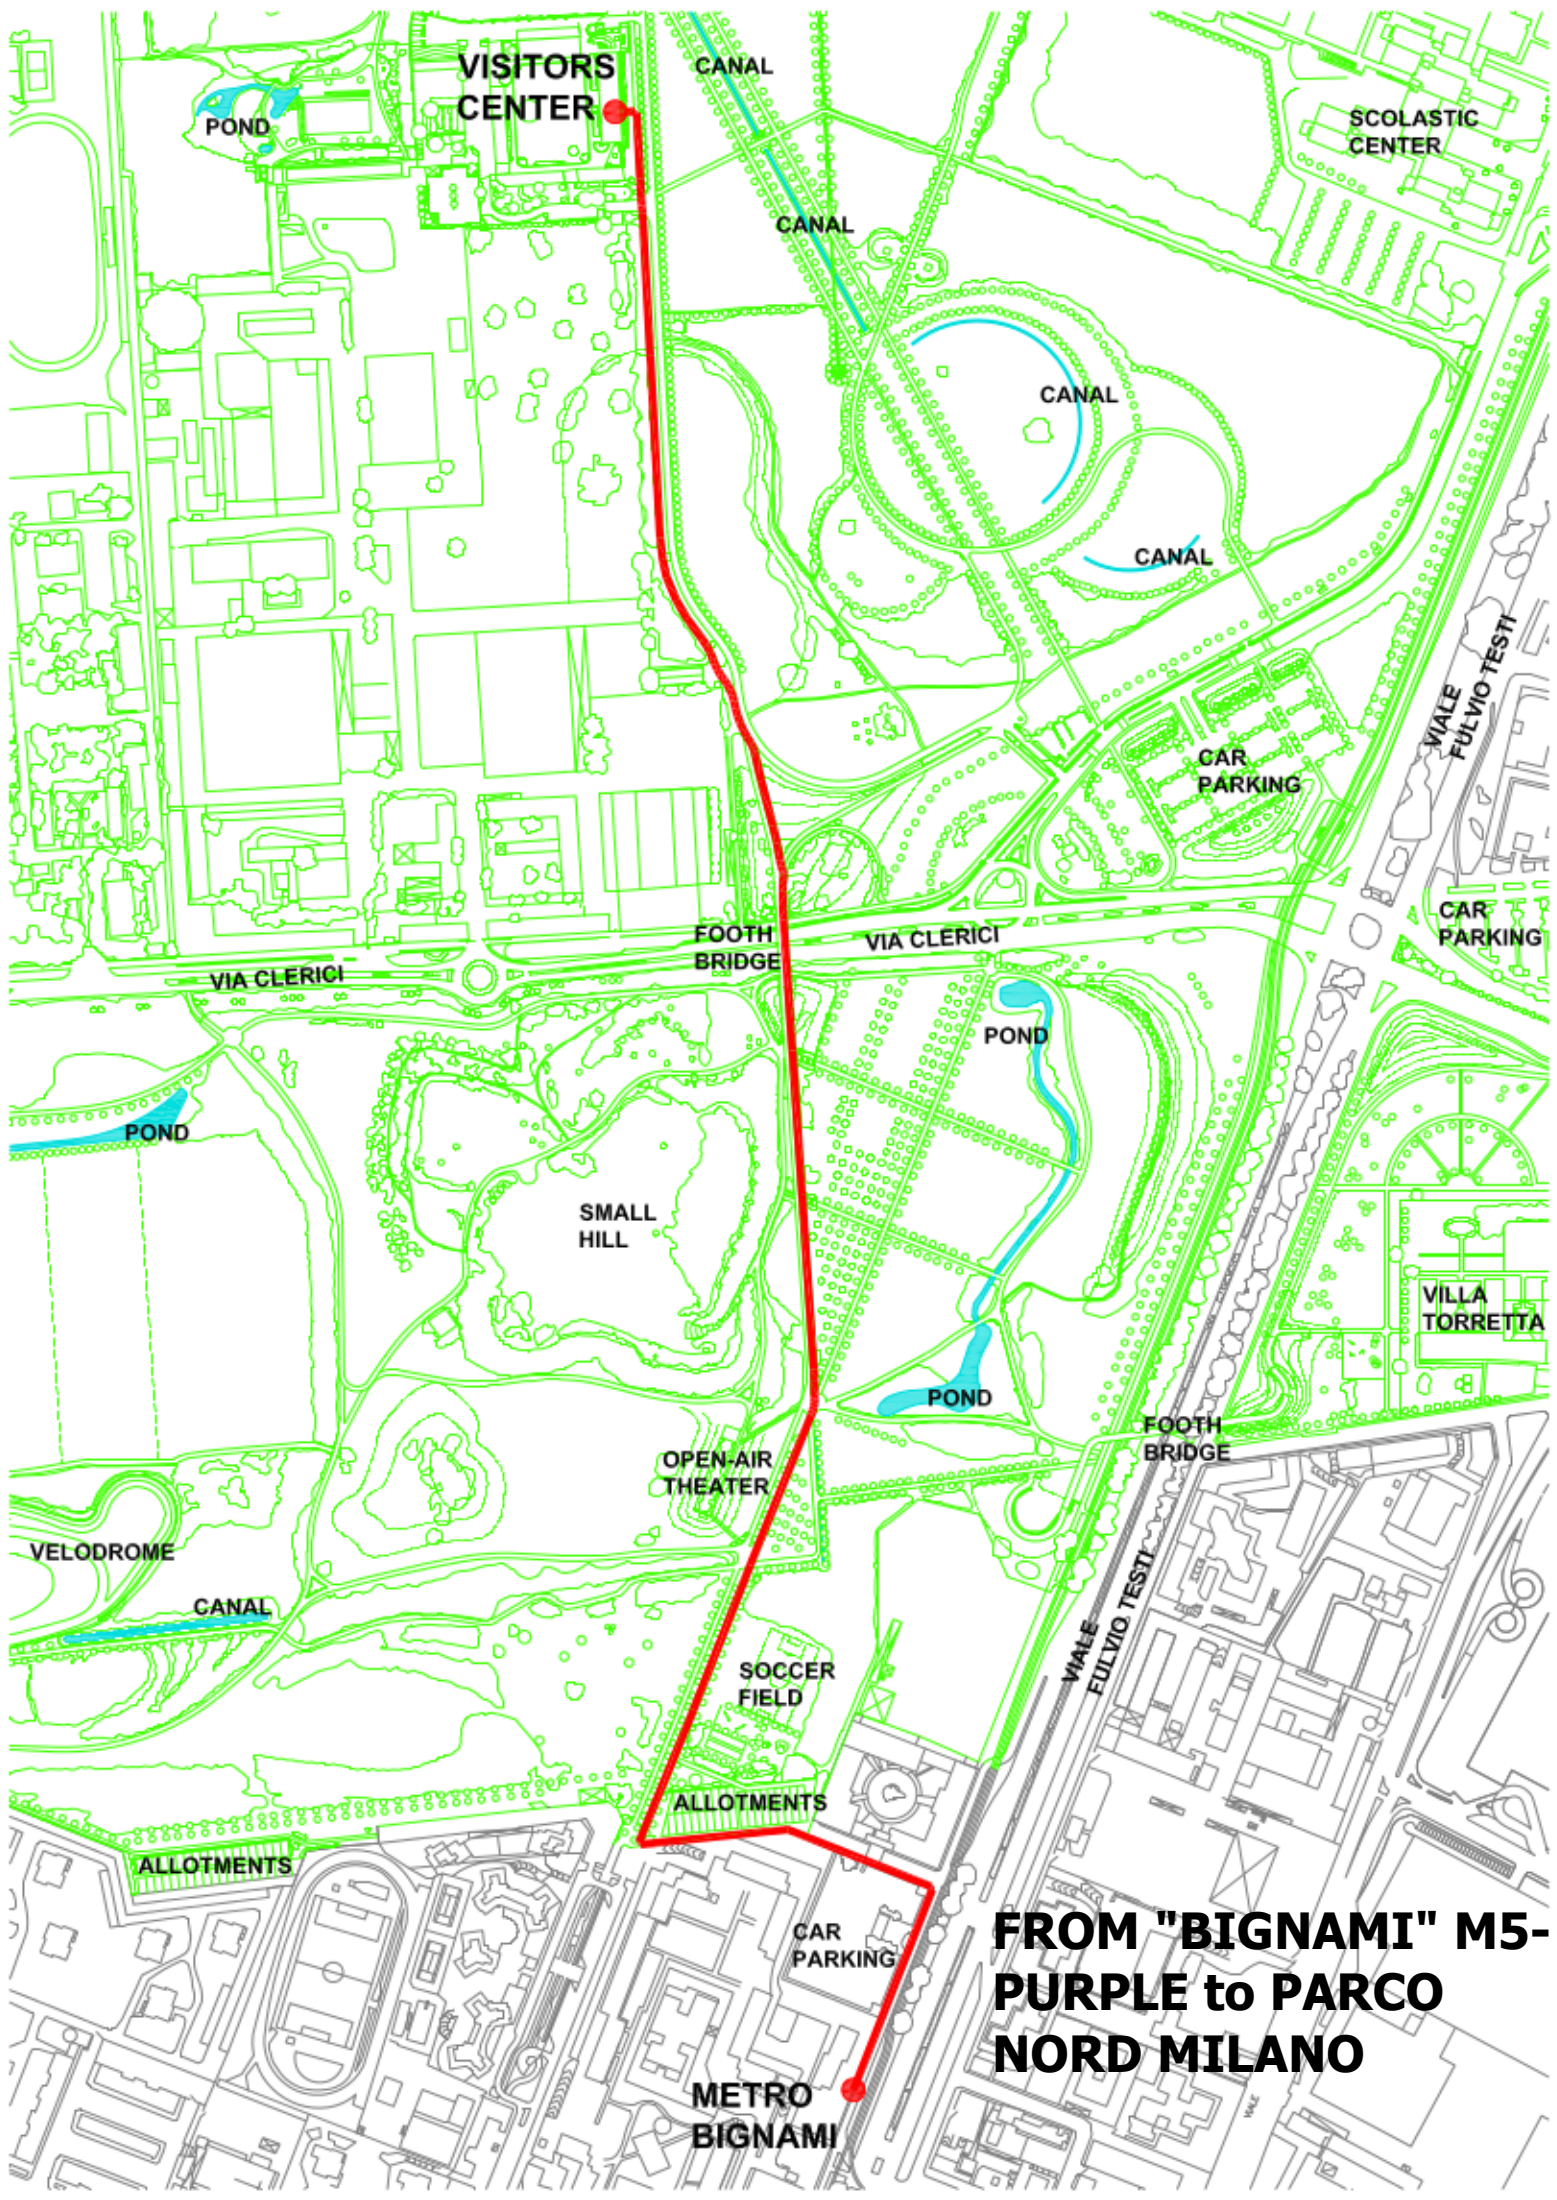 VISITORS
CENTER
CANAL
POND
SCOLASTIC
CENTER
CANAL
CANAL
CANAL
VIALE
FULVIO TESTI
CAR
PARKING
CAR
PARKING
FOOTH
BRIDGE
VIA CLERICI
VIA CLERICI
POND
POND
SMALL
HILL
VILLA
TORRETTA
POND
FOOTH
BRIDGE
OPEN-AIR
THEATER
VELODROME
CANAL
VIALE
FULVIO TESTI
SOCCER
FIELD
ALLOTMENTS
ALLOTMENTS
CAR
PARKING
FROM "BIGNAMI" M5-
PURPLE to PARCO
NORD MILANO
METRO
BIGNAMI
VIALE